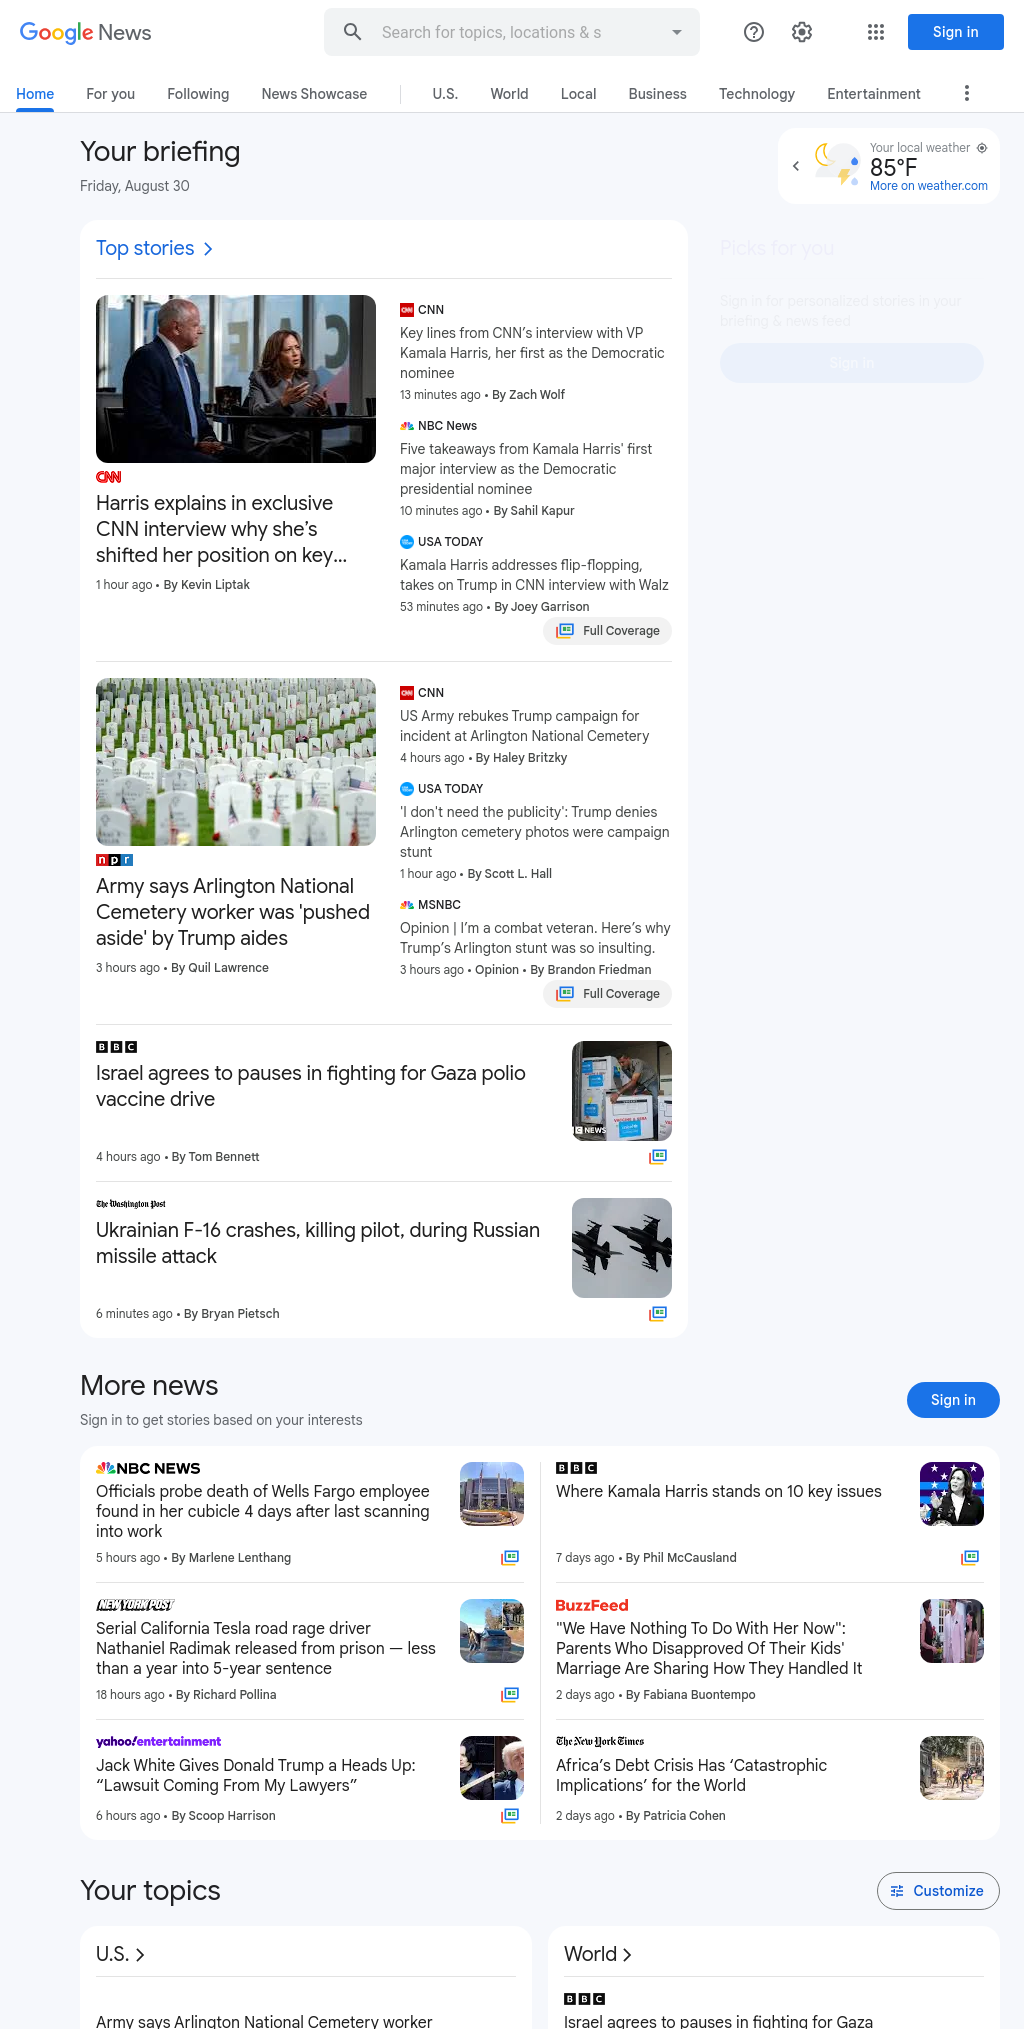 Google News
Search for topics, locations & s
Sign in
Home
For you
Following
News Showcase
U.S.
World
Local
Business
Technology
Entertainment
Your briefing
Friday, August 30
Your local weather
85°F
More on weather.com
Top stories
Picks for you
Sign in for personalized stories in your
briefing & news feed
Sign in
CNN
Harris explains in exclusive
CNN interview why she’s
shifted her position on key...
1 hour ago • By Kevin Liptak
CNN
Key lines from CNN’s interview with VP
Kamala Harris, her first as the Democratic
nominee
13 minutes ago • By Zach Wolf
NBC News
Five takeaways from Kamala Harris' first
major interview as the Democratic
presidential nominee
10 minutes ago • By Sahil Kapur
USA TODAY
Kamala Harris addresses flip-flopping,
takes on Trump in CNN interview with Walz
53 minutes ago • By Joey Garrison
Full Coverage
npr
Army says Arlington National
Cemetery worker was 'pushed
aside' by Trump aides
3 hours ago • By Quil Lawrence
CNN
US Army rebukes Trump campaign for
incident at Arlington National Cemetery
4 hours ago • By Haley Britzky
USA TODAY
'I don't need the publicity': Trump denies
Arlington cemetery photos were campaign
stunt
1 hour ago • By Scott L. Hall
MSNBC
Opinion | I’m a combat veteran. Here’s why
Trump’s Arlington stunt was so insulting.
3 hours ago • Opinion • By Brandon Friedman
Full Coverage
BBC
Israel agrees to pauses in fighting for Gaza polio
vaccine drive
4 hours ago • By Tom Bennett
C NEWS
The Washington Post
Ukrainian F-16 crashes, killing pilot, during Russian
missile attack
6 minutes ago • By Bryan Pietsch
More news
Sign in to get stories based on your interests
Sign in
NBC NEWS
Officials probe death of Wells Fargo employee
found in her cubicle 4 days after last scanning
into work
5 hours ago • By Marlene Lenthang
BBC
Where Kamala Harris stands on 10 key issues
7 days ago • By Phil McCausland
NEW YORK POST
Serial California Tesla road rage driver
Nathaniel Radimak released from prison — less
than a year into 5-year sentence
18 hours ago • By Richard Pollina
BuzzFeed
"We Have Nothing To Do With Her Now":
Parents Who Disapproved Of Their Kids'
Marriage Are Sharing How They Handled It
2 days ago • By Fabiana Buontempo
yahoo!entertainment
Jack White Gives Donald Trump a Heads Up:
“Lawsuit Coming From My Lawyers”
6 hours ago • By Scoop Harrison
The New York Times
Africa’s Debt Crisis Has ‘Catastrophic
Implications’ for the World
2 days ago • By Patricia Cohen
Your topics
Customize
U.S.
Army says Arlington National Cemetery worker
World
BBC
Israel agrees to pauses in fighting for Gaza